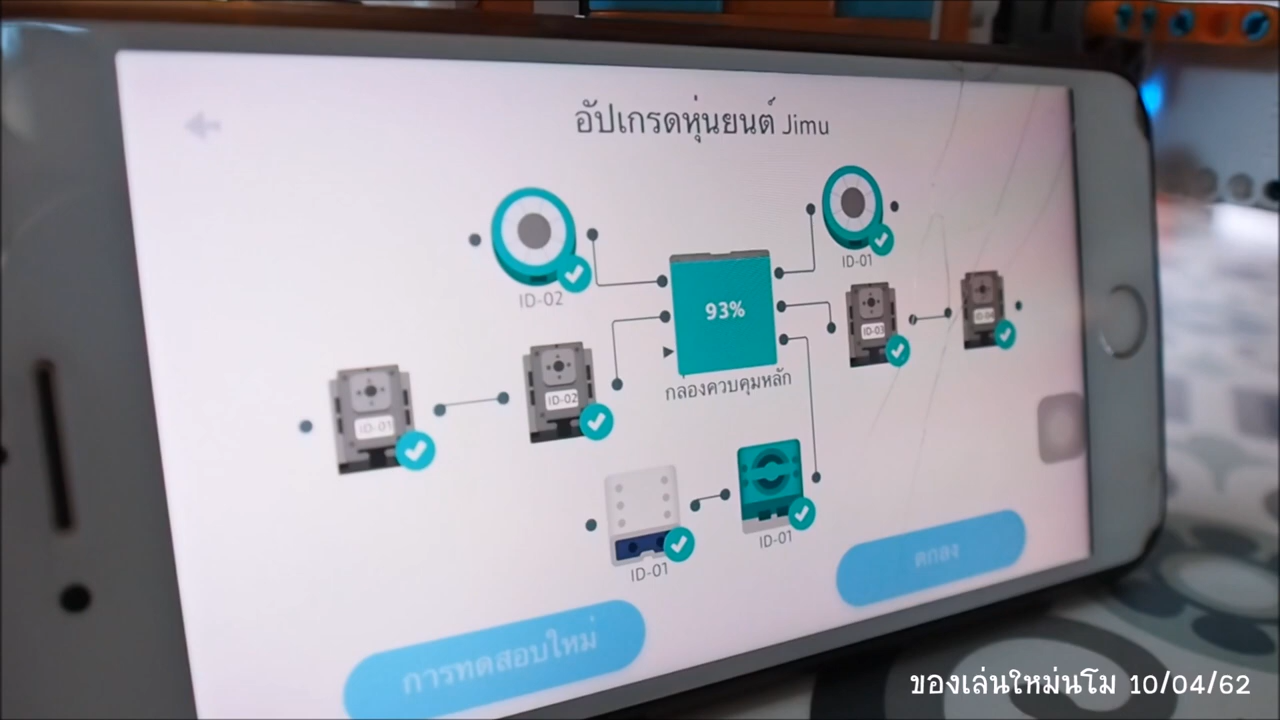 อัปเกรดหุ่นยนต์ Jimu
ID-02
ID-01
93%
กล่องควบคุมหลัก
ID-01
ID-02
ID-03
ID-04
ID-01
ID-01
การทดสอบใหม่
ตกลง
ของเล่นใหม่นโม 10/04/62